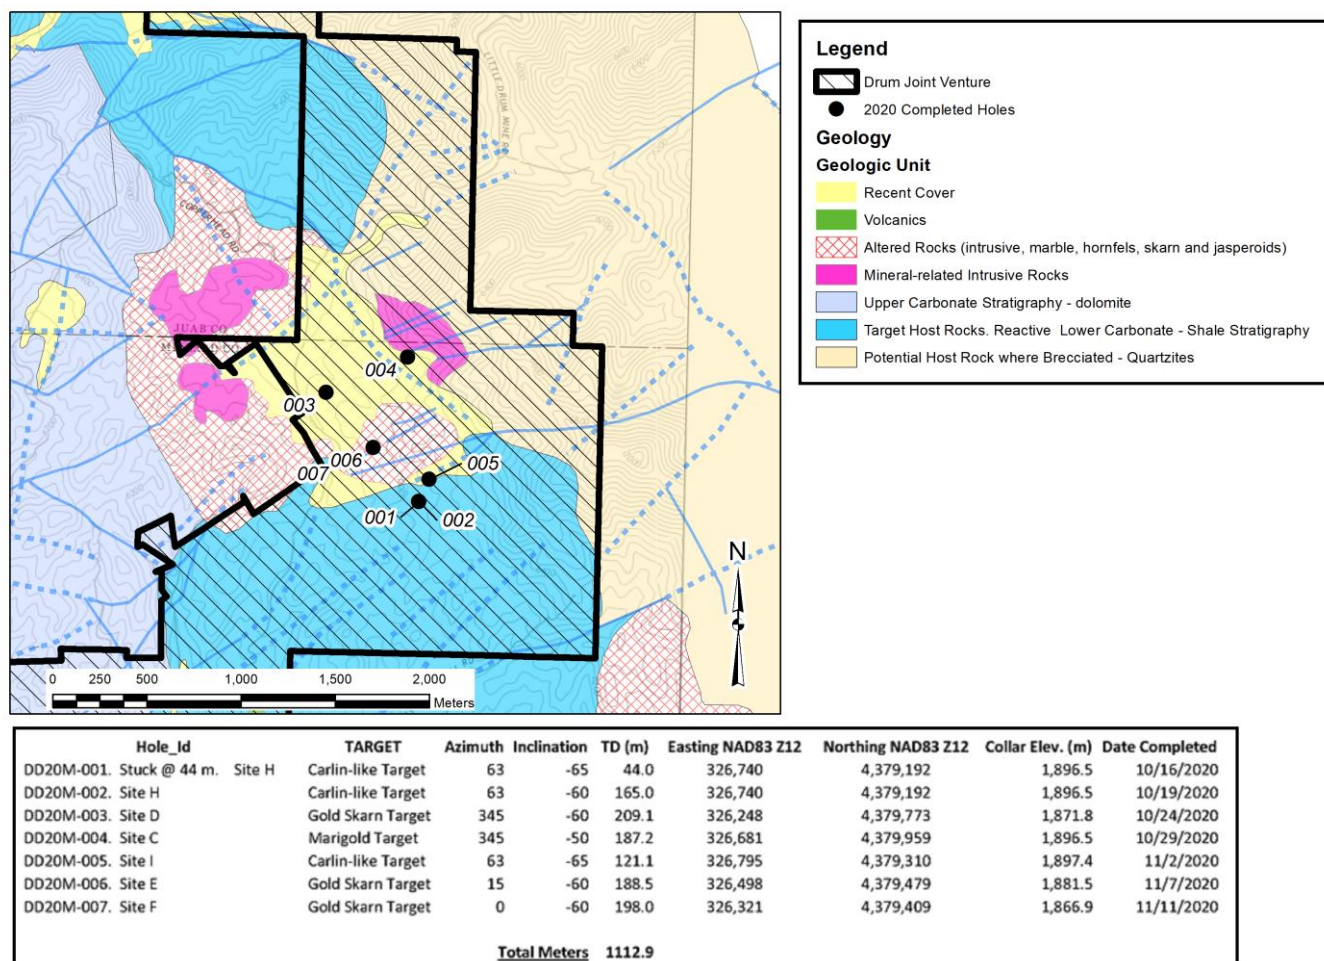 LITTLE DRUM MINE R
COPPERHEAD RD
JUAB CO
004
003
006
007
005
001
002
N
0 250 500 1,000 1,500 2,000
Meters
Legend
Drum Joint Venture
2020 Completed Holes
Geology
Geologic Unit
Recent Cover
Volcanics
Altered Rocks (intrusive, marble, hornfels, skarn and jasperoids)
Mineral-related Intrusive Rocks
Upper Carbonate Stratigraphy - dolomite
Target Host Rocks. Reactive Lower Carbonate - Shale Stratigraphy
Potential Host Rock where Brecciated - Quartzites
Hole_Id TARGET Azimuth Inclination TD (m) Easting NAD83 Z12 Northing NAD83 Z12 Collar Elev. (m) Date Completed
DD20M-001. Stuck @ 44 m. Site H Carlin-like Target 63 -65 44.0 326,740 4,379,192 1,896.5 10/16/2020
DD20M-002. Site H Carlin-like Target 63 -60 165.0 326,740 4,379,192 1,896.5 10/19/2020
DD20M-003. Site D Gold Skarn Target 345 -60 209.1 326,248 4,379,773 1,871.8 10/24/2020
DD20M-004. Site C Marigold Target 345 -50 187.2 326,681 4,379,959 1,896.5 10/29/2020
DD20M-005. Site I Carlin-like Target 63 -65 121.1 326,795 4,379,310 1,897.4 11/2/2020
DD20M-006. Site E Gold Skarn Target 15 -60 188.5 326,498 4,379,479 1,881.5 11/7/2020
DD20M-007. Site F Gold Skarn Target 0 -60 198.0 326,321 4,379,409 1,866.9 11/11/2020
Total Meters 1112.9